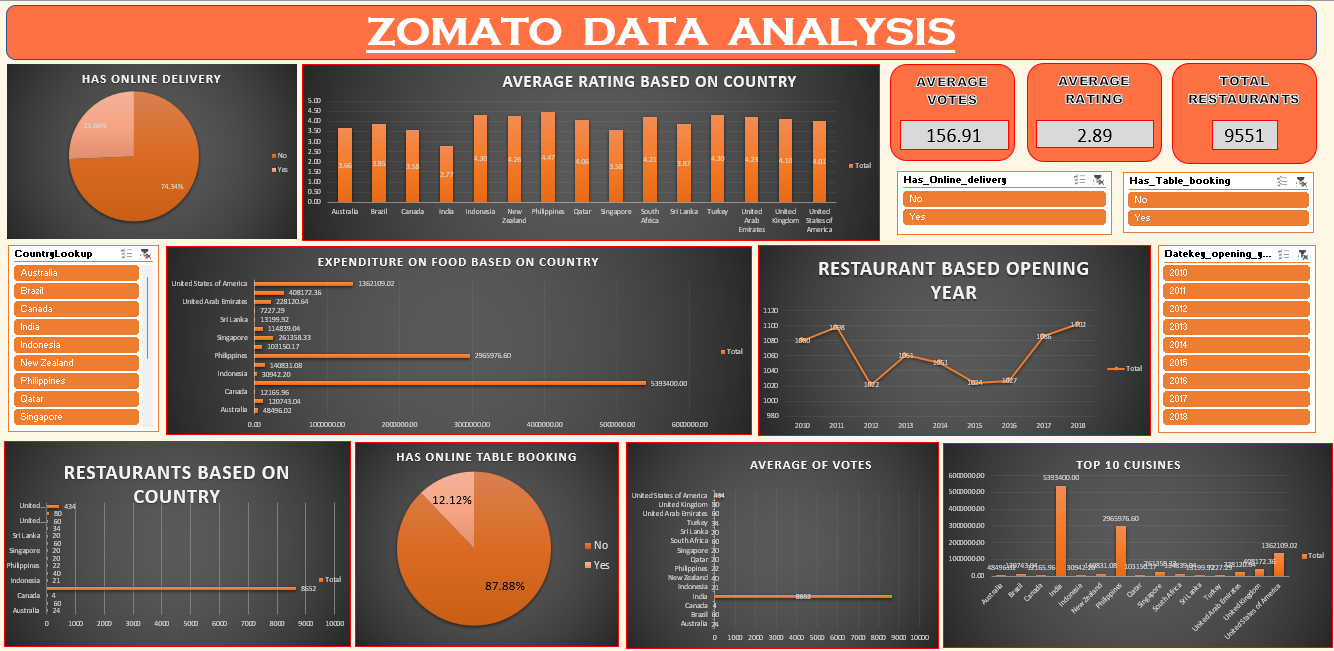 ZOMATO DATA ANALYSIS
HAS ONLINE DELIVERY
25.66%
74.34%
No
Yes
AVERAGE RATING BASED ON COUNTRY
5.00
4.50
4.00
3.50
3.00
2.50
2.00
1.50
1.00
0.50
0.00
3.66
3.85
3.58
2.77
4.30
4.26
4.47
4.06
3.58
4.21
3.87
4.30
4.23
4.10
4.01
Australia
Brazil
Canada
India
Indonesia
New Zealand
Philippines
Qatar
Singapore
South Africa
Sri Lanka
Turkey
United Arab Emirates
United Kingdom
United States of America
Total
AVERAGE VOTES
156.91
AVERAGE RATING
2.89
TOTAL RESTAURANTS
9551
Has_Online_delivery
No
Yes
Has_Table_booking
No
Yes
CountryLookup
Australia
Brazil
Canada
India
Indonesia
New Zealand
Philippines
Qatar
Singapore
EXPENDITURE ON FOOD BASED ON COUNTRY
United States of America
1362109.02
408172.36
United Arab Emirates
228120.64
7227.29
Sri Lanka
13199.92
114839.04
Singapore
261358.33
103150.17
Philippines
2965976.60
140831.08
Indonesia
30942.20
5393400.00
Canada
12165.96
120743.04
Australia
48496.02
0.00
1000000.00
2000000.00
3000000.00
4000000.00
5000000.00
6000000.00
Total
RESTAURANT BASED OPENING
YEAR
1120
1100
1080
1060
1040
1020
1000
980
1080
1098
1022
1061
1051
1024
1027
1086
1102
2010
2011
2012
2013
2014
2015
2016
2017
2018
Total
Datekey_opening_y...
2010
2011
2012
2013
2014
2015
2016
2017
2018
RESTAURANTS BASED ON
COUNTRY
United...
434
80
United...
60
34
Sri Lanka
20
60
Singapore
20
20
Philippines
22
40
Indonesia
21
8652
Canada
4
60
Australia
24
0
1000
2000
3000
4000
5000
6000
7000
8000
9000
10000
Total
HAS ONLINE TABLE BOOKING
12.12%
87.88%
No
Yes
AVERAGE OF VOTES
United States of America
434
United Kingdom
80
United Arab Emirates
60
Turkey
34
Sri Lanka
20
South Africa
60
Singapore
20
Qatar
20
Philippines
22
New Zealand
40
Indonesia
21
India
8652
Canada
4
Brazil
60
Australia
24
0
1000
2000
3000
4000
5000
6000
7000
8000
9000
10000
TOP 10 CUISINES
6000000.00
5000000.00
4000000.00
3000000.00
2000000.00
1000000.00
0.00
5393400.00
2965976.60
1362109.02
Australia
Brazil
Canada
India
Indonesia
New Zealand
Philippines
Qatar
Singapore
South Africa
Sri Lanka
Turkey
United Arab Emirates
United Kingdom
United States of America
Total